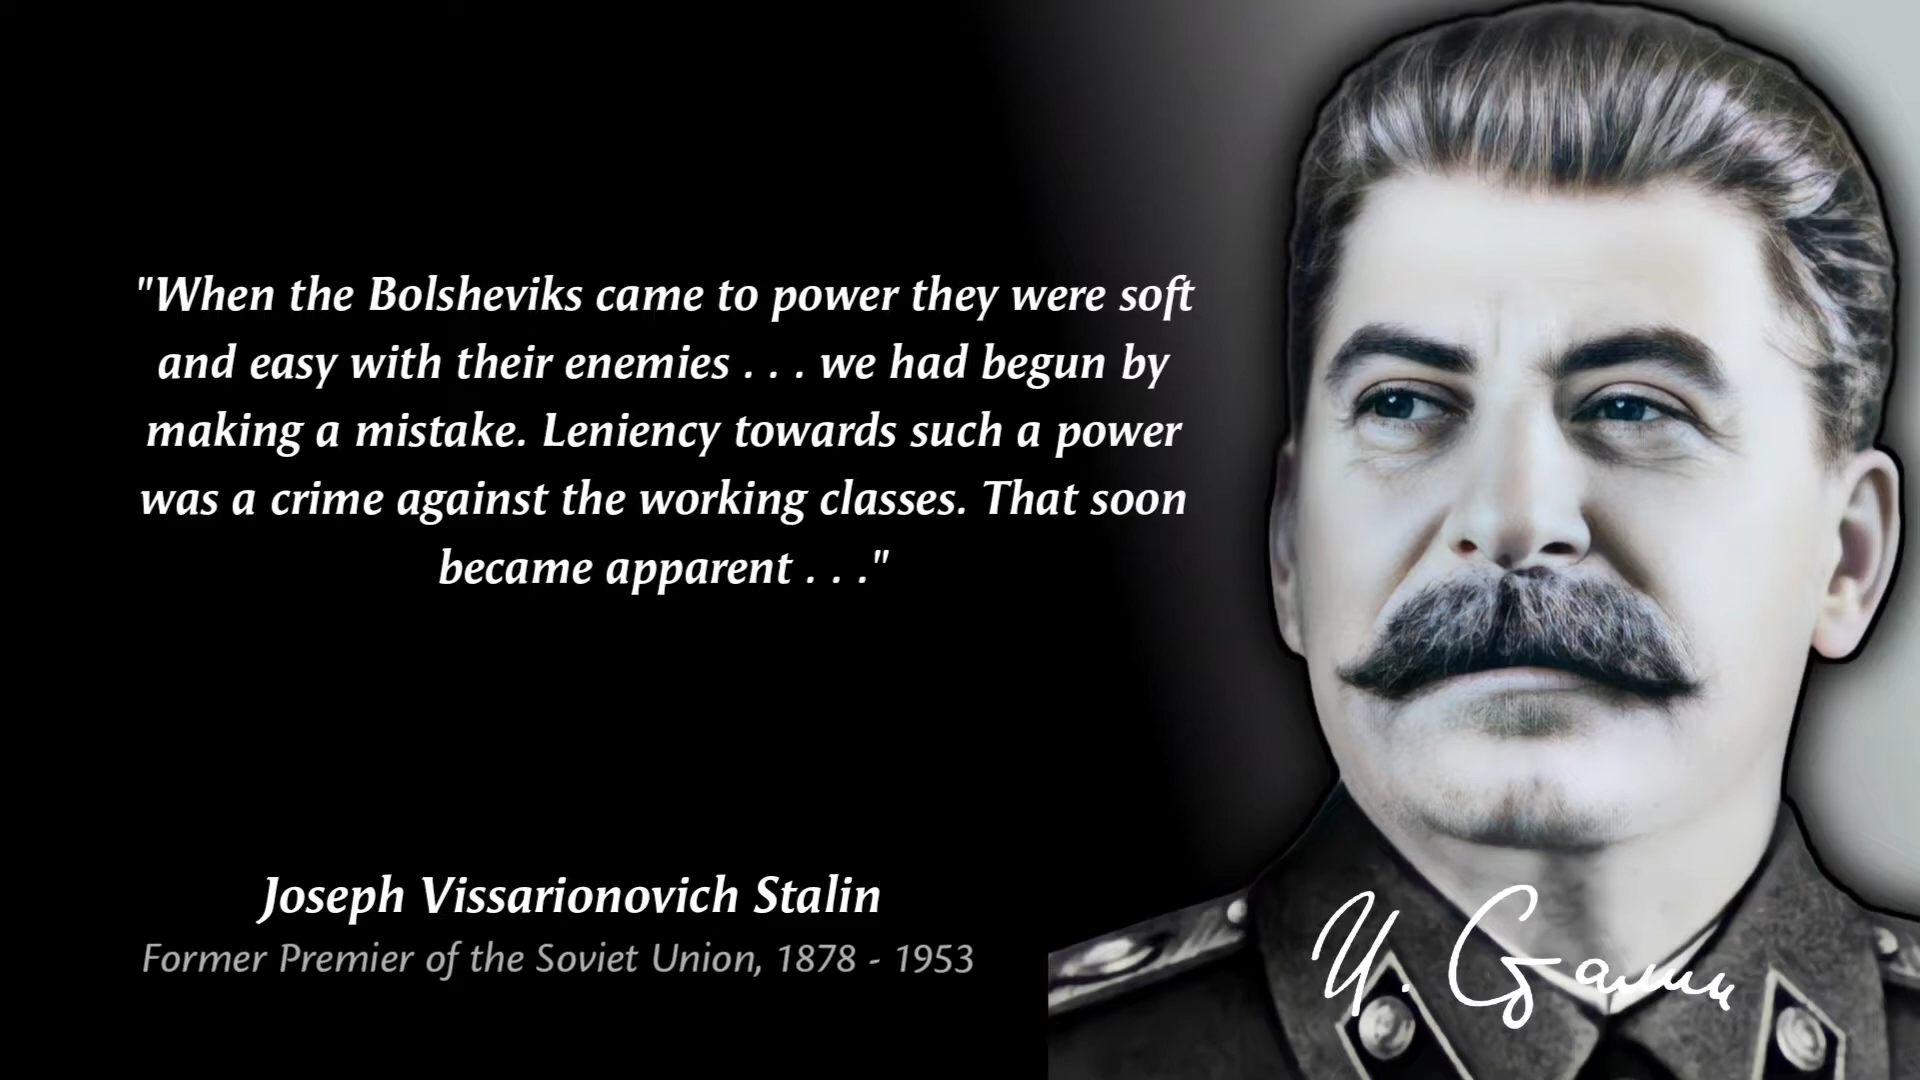 "When the Bolsheviks came to power they were soft
and easy with their enemies . . . we had begun by
making a mistake. Leniency towards such a power
was a crime against the working classes. That soon
became apparent . . ."
Joseph Vissarionovich Stalin
Former Premier of the Soviet Union, 1878 - 1953
И. Сталин